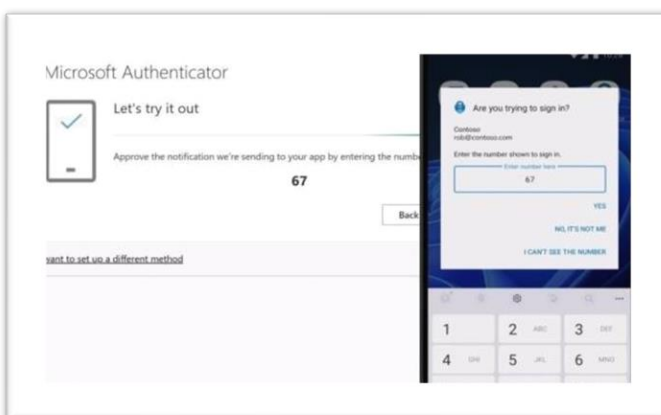 Microsoft Authenticator
Let's try it out
Approve the notification we're sending to your app by entering the numbe
67
Back
want to set up a different method
Are you trying to sign in?
Contoso
rob@contoso.com
Enter the number shown to sign in.
Enter number here
67
YES
NO, IT'S NOT ME
I CAN'T SEE THE NUMBER
1
2 ABC
3 DEF
4 GHI
5 JKL
6 MNO